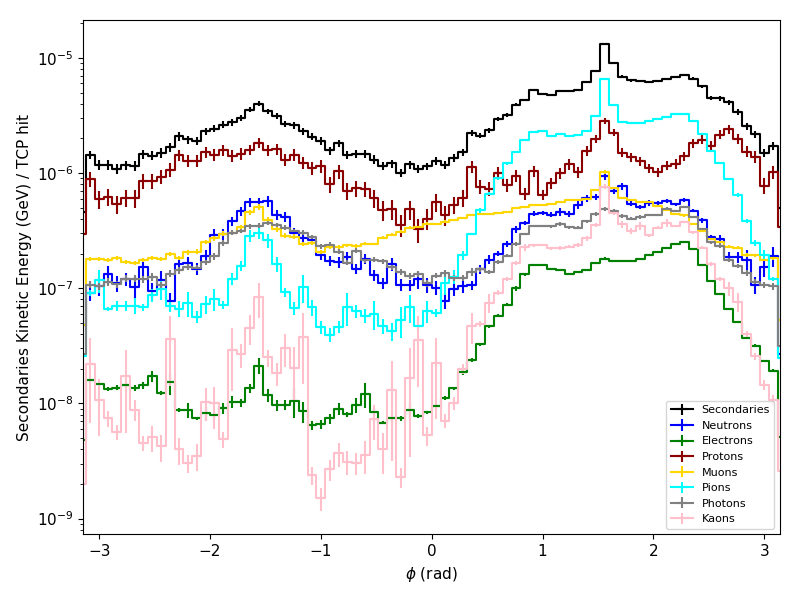 Secondaries Kinetic Energy (GeV) / TCP hit
10⁻⁵
10⁻⁶
10⁻⁷
10⁻⁸
10⁻⁹
−3 −2 −1 0 1 2 3
ϕ (rad)
Secondaries
Neutrons
Electrons
Protons
Muons
Pions
Photons
Kaons